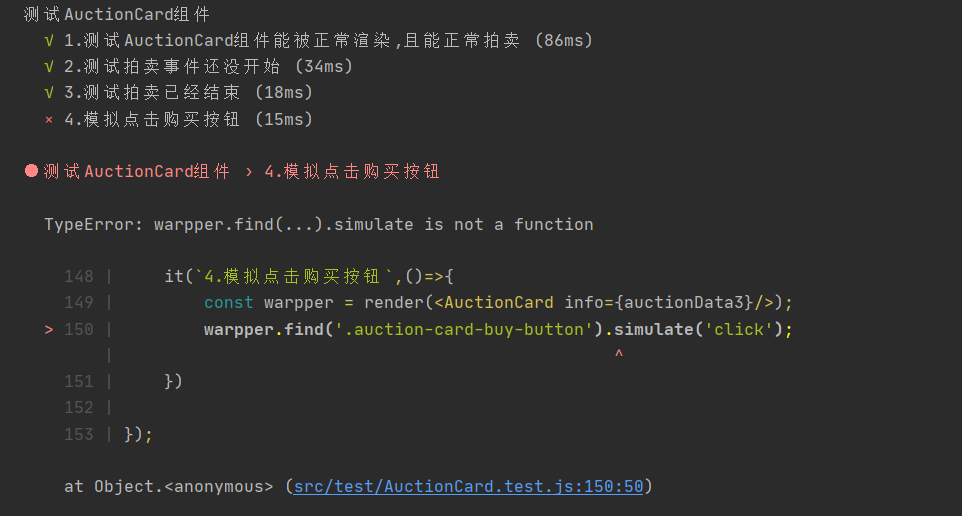 测试AuctionCard组件
√ 1.测试AuctionCard组件能被正常渲染,且能正常拍卖 (86ms)
√ 2.测试拍卖事件还没开始 (34ms)
√ 3.测试拍卖已经结束 (18ms)
× 4.模拟点击购买按钮 (15ms)
● 测试AuctionCard组件 › 4.模拟点击购买按钮
TypeError: warpper.find(...).simulate is not a function
148 |     it(`4.模拟点击购买按钮`,()=>{
149 |         const warpper = render(<AuctionCard info={auctionData3}/>);
> 150 |         warpper.find('.auction-card-buy-button').simulate('click');
|                                                  ^
151 |     })
152 |
153 | });
at Object.<anonymous> (src/test/AuctionCard.test.js:150:50)